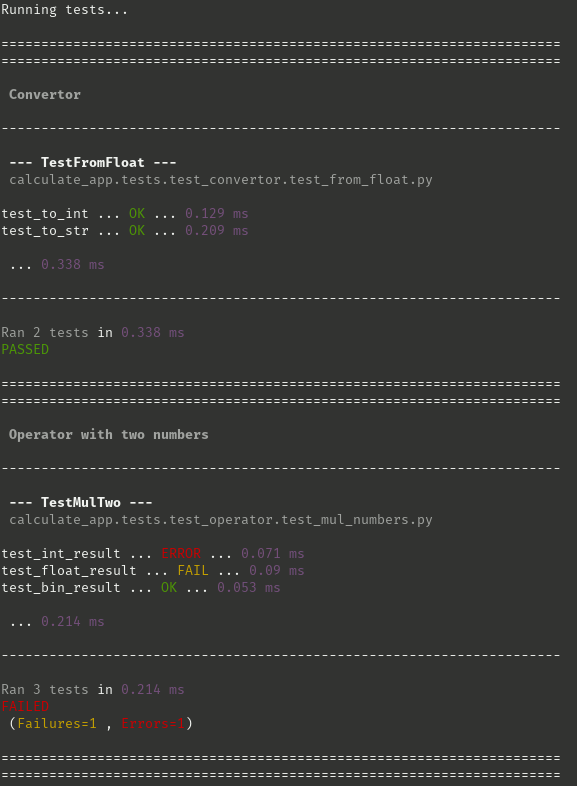 Running tests...
======================================================================
======================================================================
Convertor
----------------------------------------------------------------------
--- TestFromFloat ---
calculate_app.tests.test_convertor.test_from_float.py
test_to_int ... OK ... 0.129 ms
test_to_str ... OK ... 0.209 ms
... 0.338 ms
----------------------------------------------------------------------
Ran 2 tests in 0.338 ms
PASSED
======================================================================
======================================================================
Operator with two numbers
----------------------------------------------------------------------
--- TestMulTwo ---
calculate_app.tests.test_operator.test_mul_numbers.py
test_int_result ... ERROR ... 0.071 ms
test_float_result ... FAIL ... 0.09 ms
test_bin_result ... OK ... 0.053 ms
... 0.214 ms
----------------------------------------------------------------------
Ran 3 tests in 0.214 ms
FAILED
(Failures=1 , Errors=1)
======================================================================
======================================================================